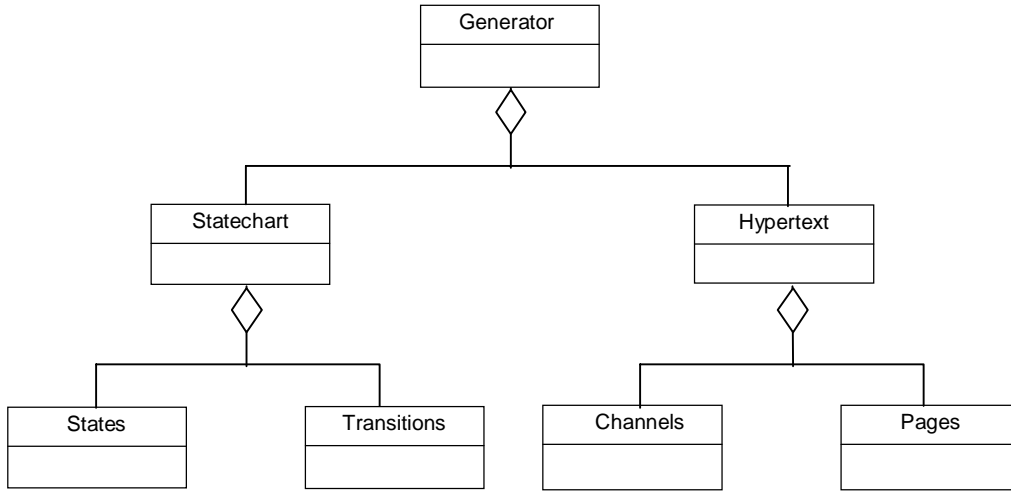 Generator
Statechart
Hypertext
States
Transitions
Channels
Pages